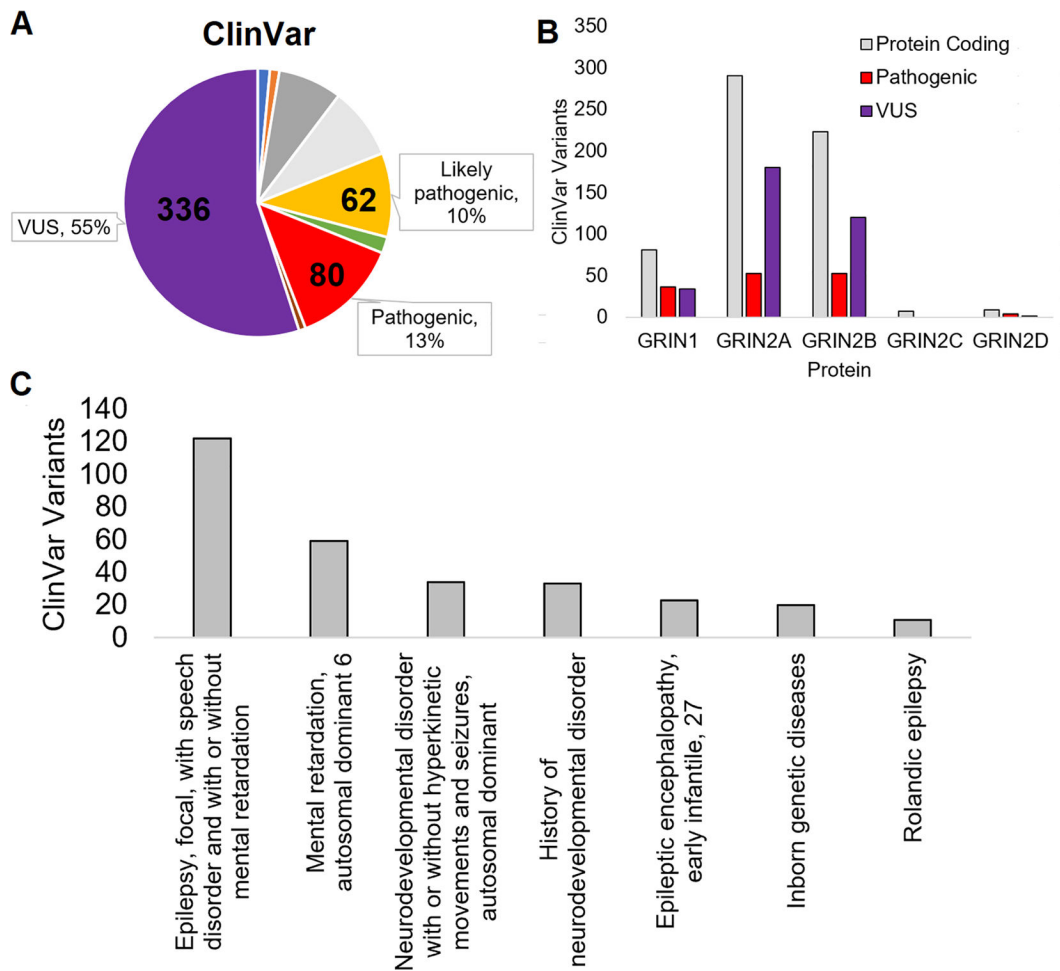 A
ClinVar
336
62
80
VUS, 55%
Likely
pathogenic,
10%
Pathogenic,
13%
B
ClinVar Variants
350
300
250
200
150
100
50
0
Protein Coding
Pathogenic
VUS
GRIN1 GRIN2A GRIN2B GRIN2C GRIN2D
Protein
C
ClinVar Variants
140
120
100
80
60
40
20
0
Epilepsy, focal, with speech
disorder and with or without
mental retardation
Mental retardation,
autosomal dominant 6
Neurodevelopmental disorder
with or without hyperkinetic
movements and seizures,
autosomal dominant
History of
neurodevelopmental disorder
Epileptic encephalopathy,
early infantile, 27
Inborn genetic diseases
Rolandic epilepsy